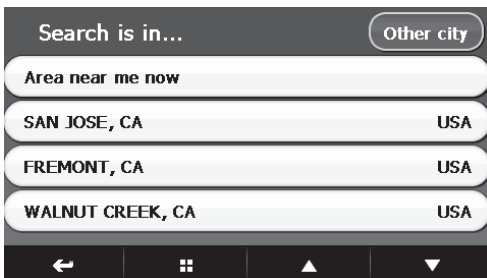 Search is in... Other city
Area near me now
SAN JOSE, CA USA
FREMONT, CA USA
WALNUT CREEK, CA USA